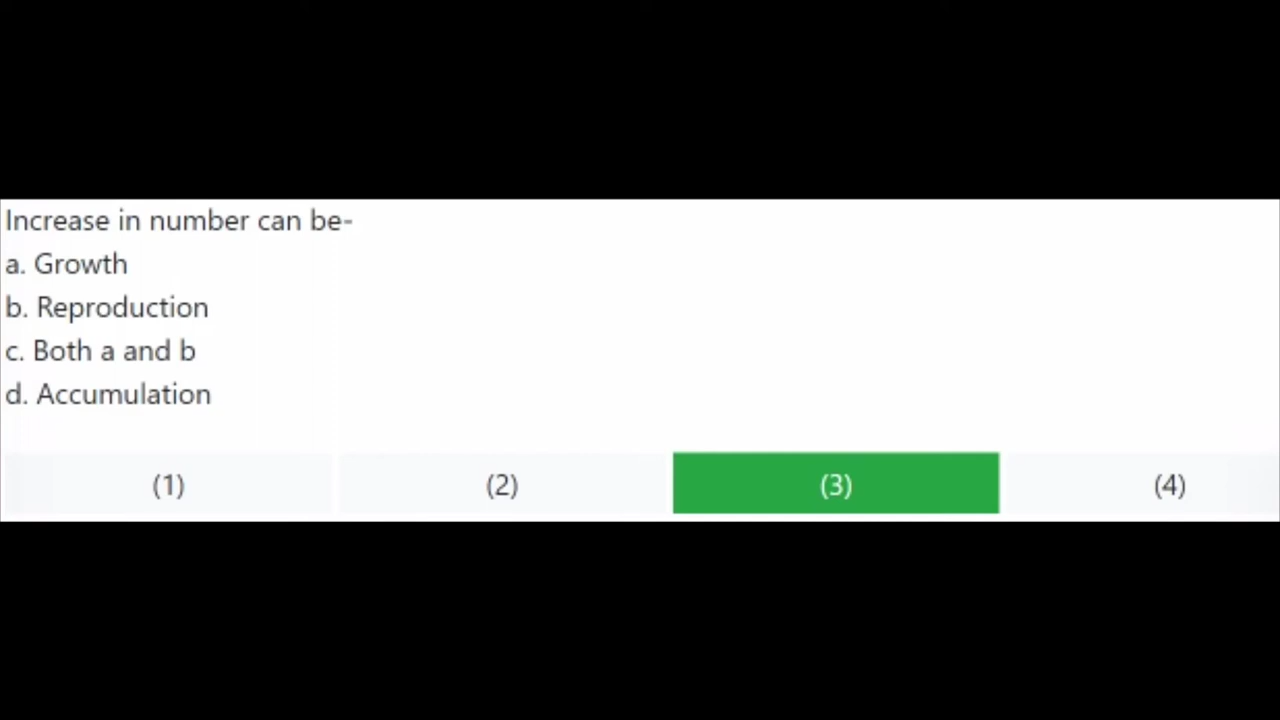 Increase in number can be-
a. Growth
b. Reproduction
c. Both a and b
d. Accumulation
(1) (2) (3) (4)